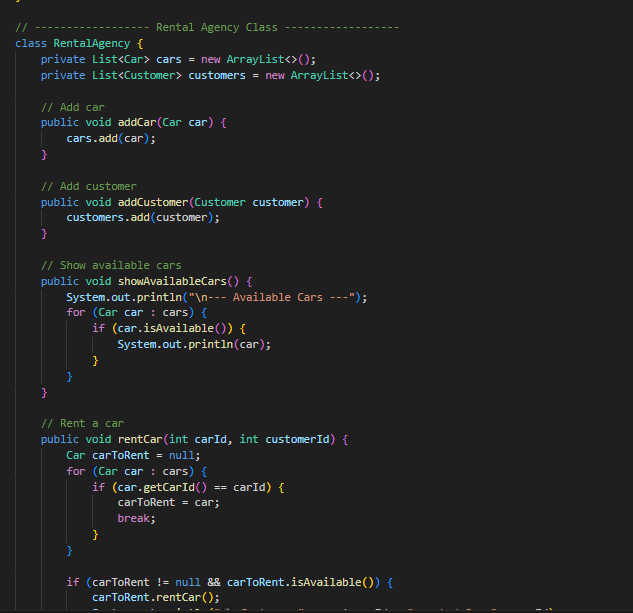 // ------------------ Rental Agency Class ------------------
class RentalAgency {
    private List<Car> cars = new ArrayList<>();
    private List<Customer> customers = new ArrayList<>();
    // Add car
    public void addCar(Car car) {
        cars.add(car);
    }
    // Add customer
    public void addCustomer(Customer customer) {
        customers.add(customer);
    }
    // Show available cars
    public void showAvailableCars() {
        System.out.println("\n--- Available Cars ---");
        for (Car car : cars) {
            if (car.isAvailable()) {
                System.out.println(car);
            }
        }
    }
    // Rent a car
    public void rentCar(int carId, int customerId) {
        Car carToRent = null;
        for (Car car : cars) {
            if (car.getCarId() == carId) {
                carToRent = car;
                break;
            }
        }
        if (carToRent != null && carToRent.isAvailable()) {
            carToRent.rentCar();